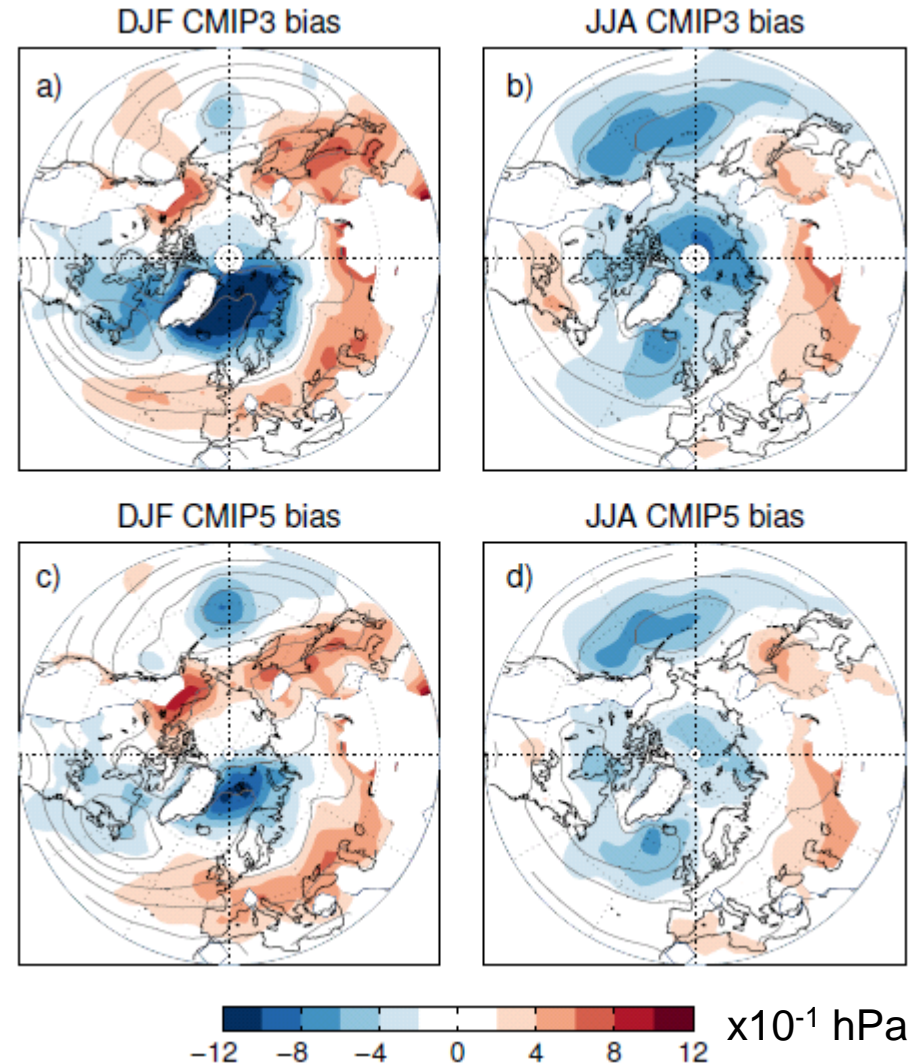 DJF CMIP3 bias
JJA CMIP3 bias
a)
b)
DJF CMIP5 bias
JJA CMIP5 bias
c)
d)
−12 −8 −4 0 4 8 12 x10⁻¹ hPa